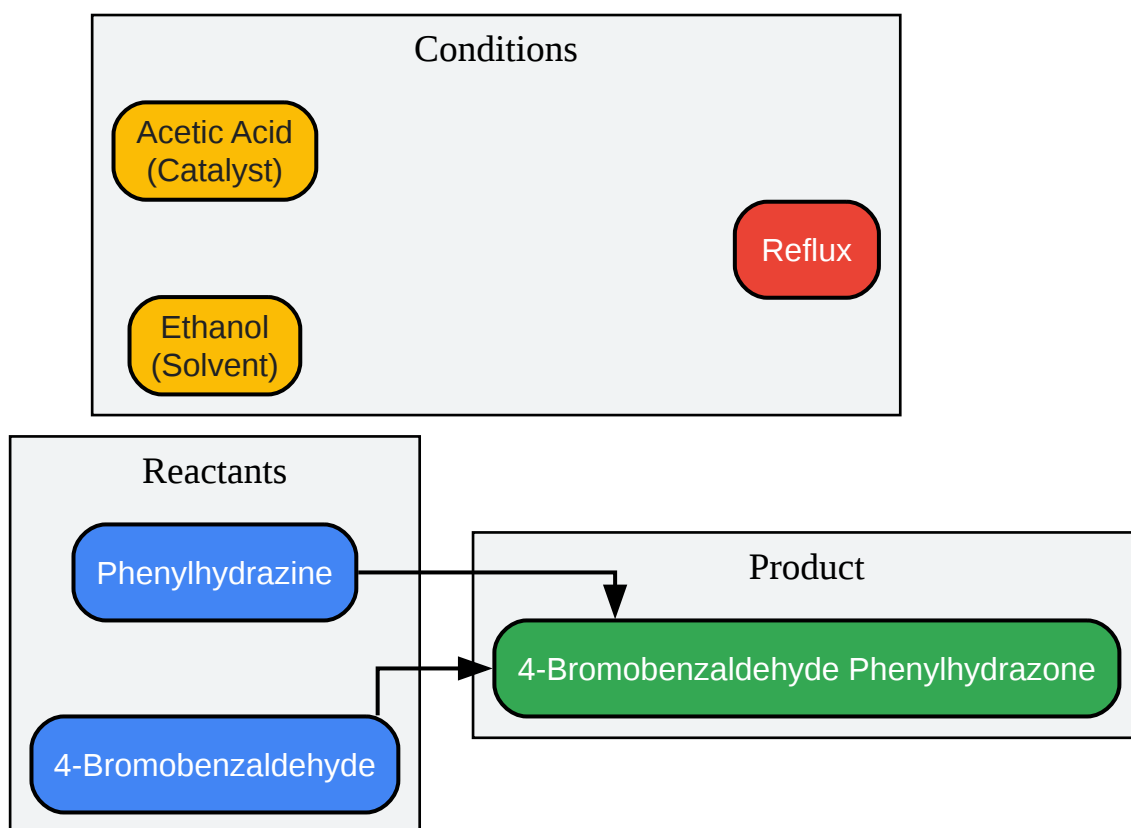 Conditions
Acetic Acid
(Catalyst)
Reflux
Ethanol
(Solvent)
Reactants
Phenylhydrazine
Product
4-Bromobenzaldehyde Phenylhydrazone
4-Bromobenzaldehyde